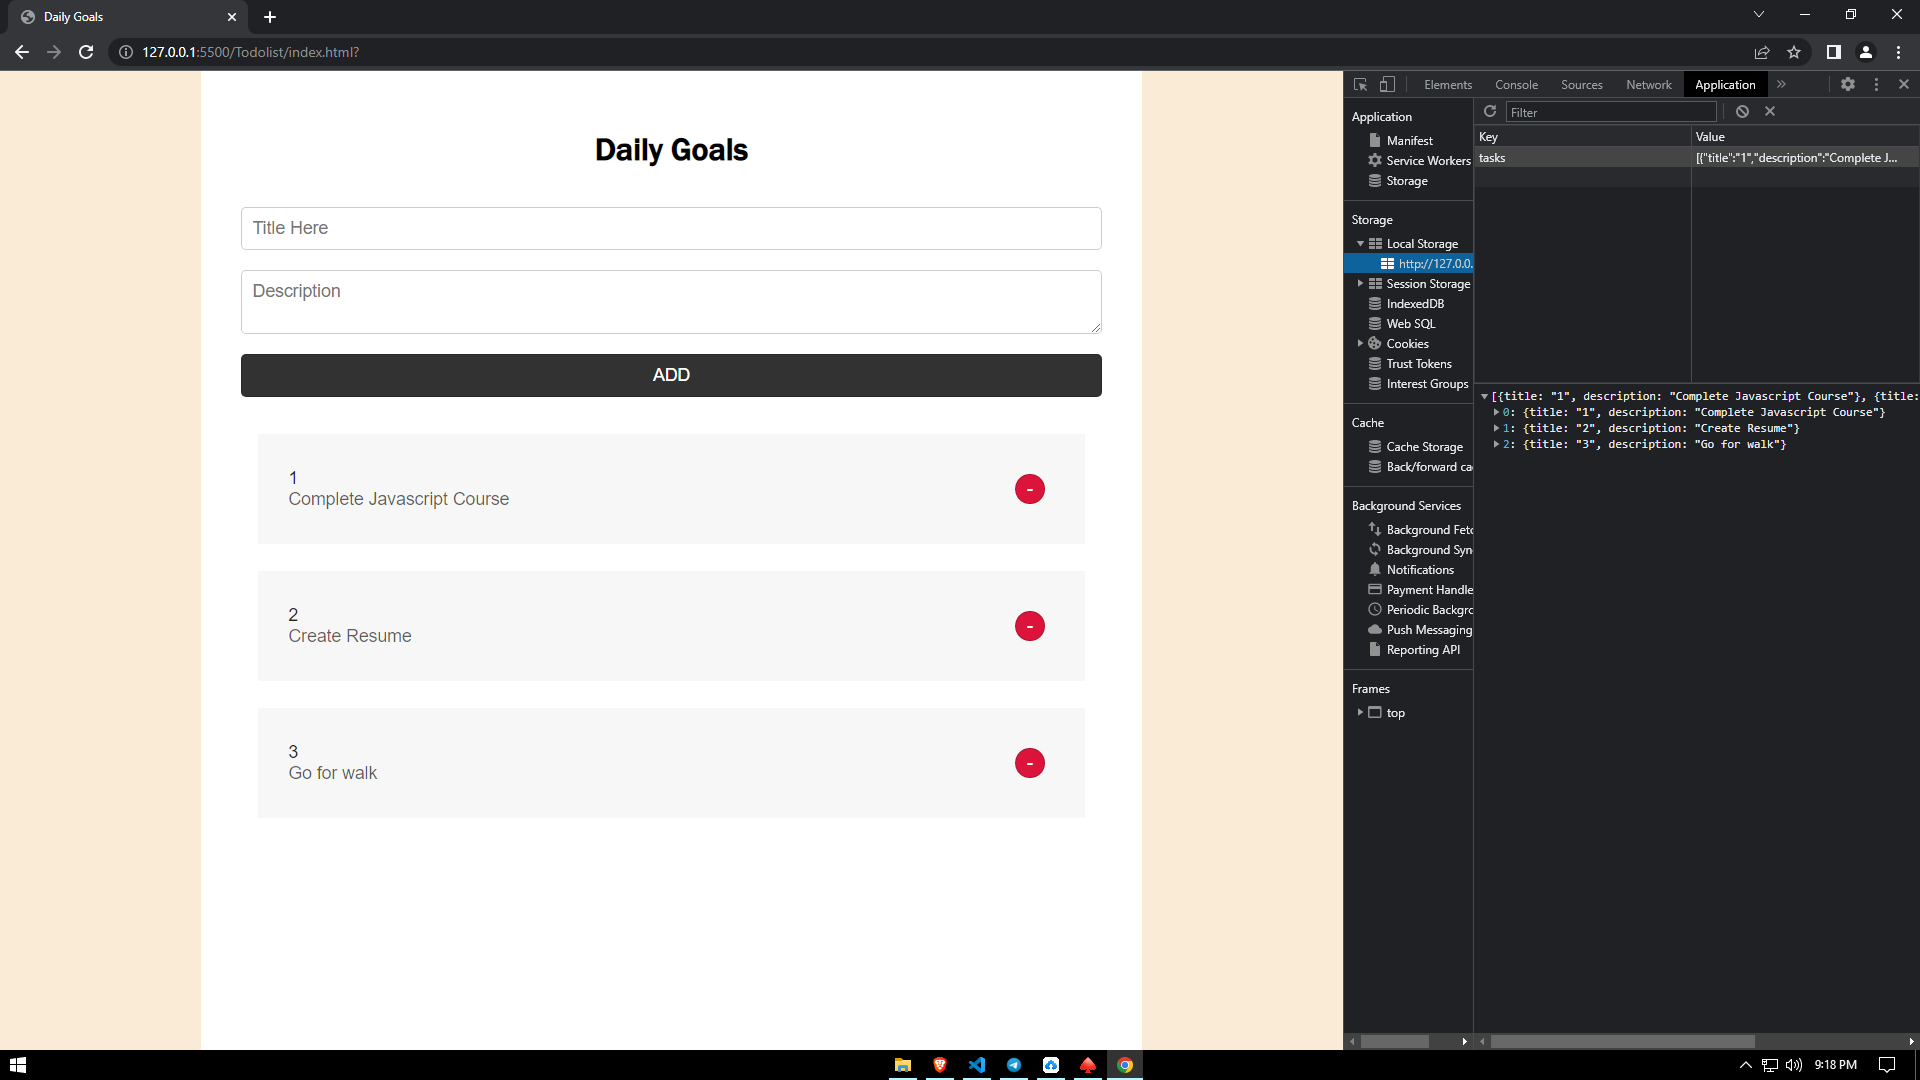 Daily Goals
127.0.0.1:5500/Todolist/index.html?
Daily Goals
Title Here
Description
ADD
1
Complete Javascript Course
-
2
Create Resume
-
3
Go for walk
-
Elements Console Sources Network Application
Application
Manifest
Service Workers
Storage
Storage
Local Storage
http://127.0.0.
Session Storage
IndexedDB
Web SQL
Cookies
Trust Tokens
Interest Groups
Cache
Cache Storage
Back/forward ca
Background Services
Background Fetc
Background Syn
Notifications
Payment Handle
Periodic Backgro
Push Messaging
Reporting API
Frames
top
Filter
Key Value
tasks [{"title":"1","description":"Complete J...
[{title: "1", description: "Complete Javascript Course"}, {title:
0: {title: "1", description: "Complete Javascript Course"}
1: {title: "2", description: "Create Resume"}
2: {title: "3", description: "Go for walk"}
9:18 PM